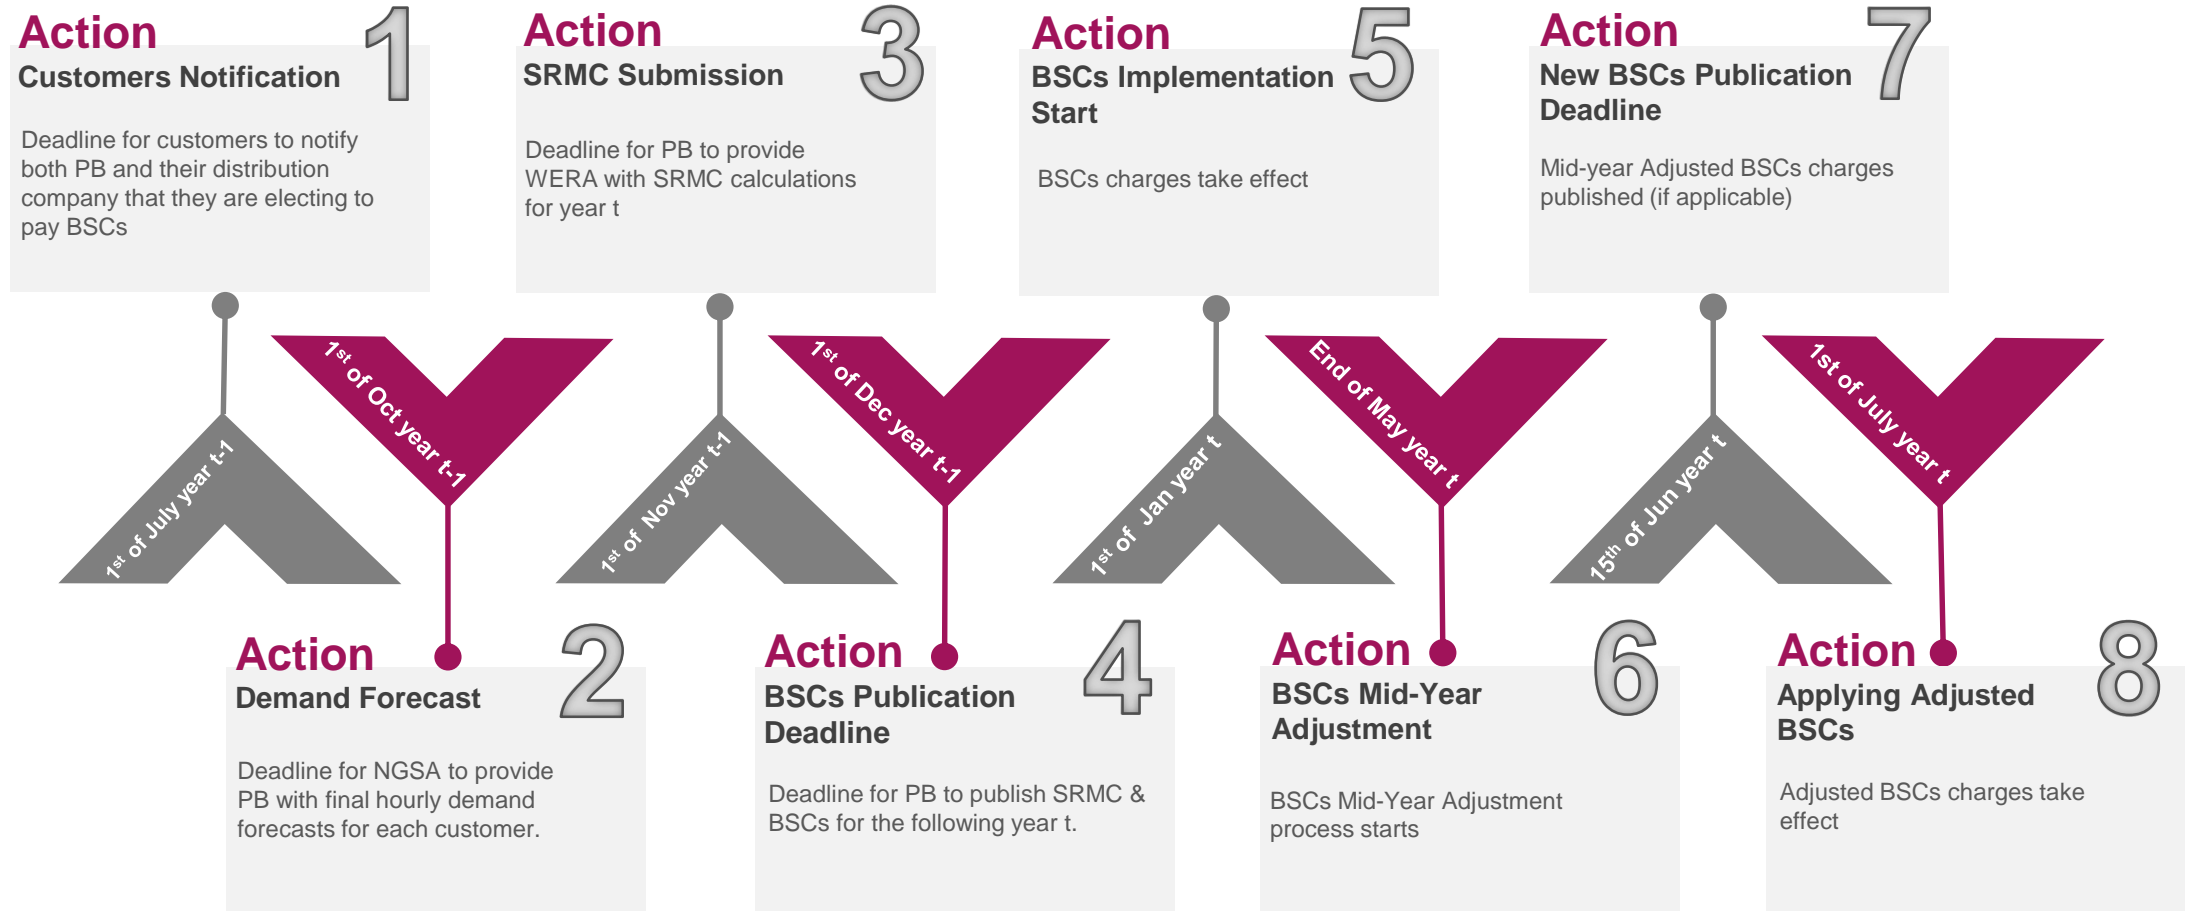 Action
1
Customers Notification
Deadline for customers to notify
both PB and their distribution
company that they are electing to
pay BSCs
1st of July year t-1
Action
2
Demand Forecast
Deadline for NGSA to provide
PB with final hourly demand
forecasts for each customer.
1st of Oct year t-1
Action
3
SRMC Submission
Deadline for PB to provide
WERA with SRMC calculations
for year t
1st of Nov year t-1
Action
4
BSCs Publication
Deadline
Deadline for PB to publish SRMC &
BSCs for the following year t.
1st of Dec year t-1
Action
5
BSCs Implementation
Start
BSCs charges take effect
1st of Jan year t
Action
6
BSCs Mid-Year
Adjustment
BSCs Mid-Year Adjustment
process starts
End of May year t
Action
7
New BSCs Publication
Deadline
Mid-year Adjusted BSCs charges
published (if applicable)
15th of Jun year t
Action
8
Applying Adjusted
BSCs
Adjusted BSCs charges take
effect
1st of July year t